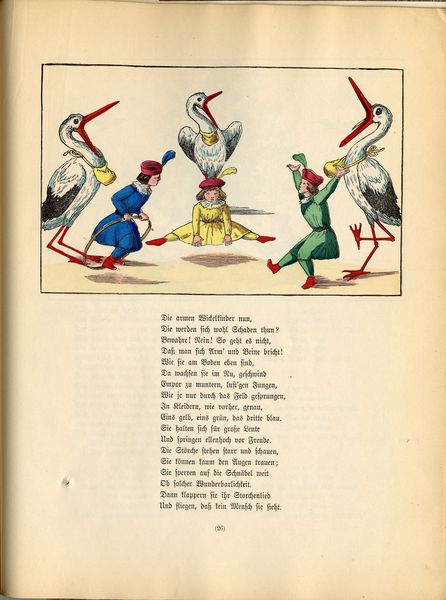 Die armen Wickelkinder nun,
Die werden sich wohl Schaden thun?
Bewahre! Nein! So geht es nicht,
Daß man sich Arm' und Beine bricht!
Wie sie am Boden eben sind,
Da wachsen sie im Nu, geschwind
Empor zu muntern, lust'gen Jungen,
Wie je nur durch das Feld gesprungen,
In Kleidern, wie vorher, genau,
Eins gelb, eins grün, das dritte blau.
Sie halten sich für große Leute
Und springen ellenhoch vor Freude.
Die Störche stehen starr und schauen,
Sie können kaum den Augen trauen;
Sie sperren auf die Schnäbel weit
Ob solcher Wunderbarlichkeit.
Dann klappern sie ihr Storchenlied
Und fliegen, daß kein Mensch sie sieht.
(26)